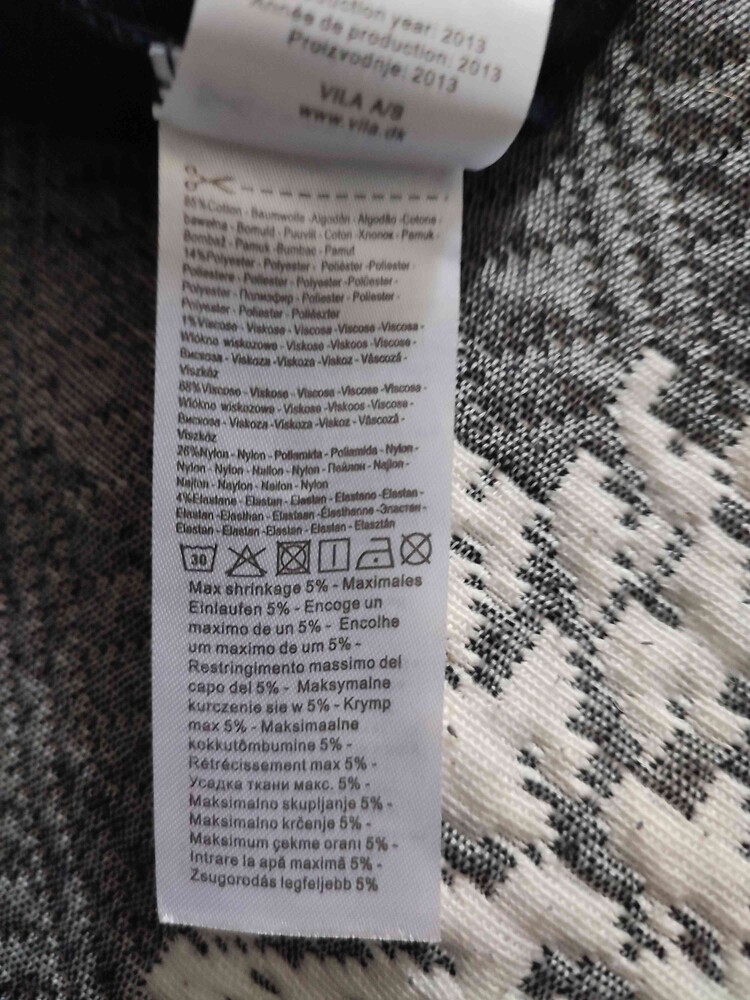 duction year: 2013
Année de production: 2013
Proizvodnje: 2013
VILA A/S
www.vila.dk
85%Cotton - Baumwolle -Algodón - Algodão -Cotone -
bawełna - Bomuld - Puuvill - Coton - Хлопок - Pamuk -
Bombaž - Pamuk -Bumbac - Pamut
14%Polyester - Polyester - Poliéster -Poliester -
Poliestere - Poliester - Polyester -Polüester -
Polyester - Полиэфир - Poliester - Poliester -
Polyester - Poliester - Poliészter
1%Viscose - Viskose - Viscosa -Viscose -Viscosa -
Włókno wiskozowe - Viskose -Viskoos -Viscose -
Вискоза - Viskoza -Viskoza -Viskoz - Vâscoză -
Viszkóz
68%Viscose - Viskose - Viscosa -Viscose -Viscosa -
Włókno wiskozowe - Viskose -Viskoos -Viscose -
Вискоза - Viskoza -Viskoza -Viskoz - Vâscoză -
Viszkóz
26%Nylon - Nylon - Poliamida - Poliamida - Nylon -
Nylon - Nylon - Nailon - Nylon - Нейлон - Najlon -
Najlon - Naylon - Nailon - Nylon
4%Elastane - Elastan - Elastan - Elastano -Elastan -
Elastan -Elasthan - Elastaan -Élasthanne -Эластан -
Elastan - Elastan -Elastan - Elastan - Elasztán
30
Max shrinkage 5% - Maximales
Einlaufen 5% - Encoge un
maximo de un 5% - Encolhe
um maximo de um 5% -
Restringimento massimo del
capo del 5% - Maksymalne
kurczenie sie w 5% - Krymp
max 5% - Maksimaalne
kokkutõmbumine 5% -
Rétrécissement max 5% -
Усадка ткани макс. 5% -
Maksimalno skupljanje 5% -
Maksimalno krčenje 5% -
Maksimum çekme oranı 5% -
Intrare la apă maximă 5% -
Zsugorodás legfeljebb 5%